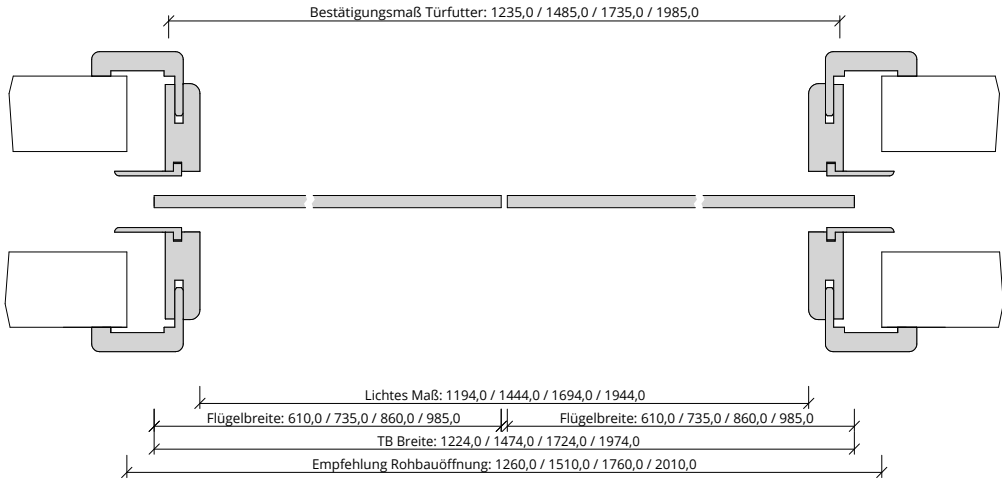 Bestätigungsmaß Türfutter: 1235,0 / 1485,0 / 1735,0 / 1985,0
Lichtes Maß: 1194,0 / 1444,0 / 1694,0 / 1944,0
Flügelbreite: 610,0 / 735,0 / 860,0 / 985,0
Flügelbreite: 610,0 / 735,0 / 860,0 / 985,0
TB Breite: 1224,0 / 1474,0 / 1724,0 / 1974,0
Empfehlung Rohbauöffnung: 1260,0 / 1510,0 / 1760,0 / 2010,0